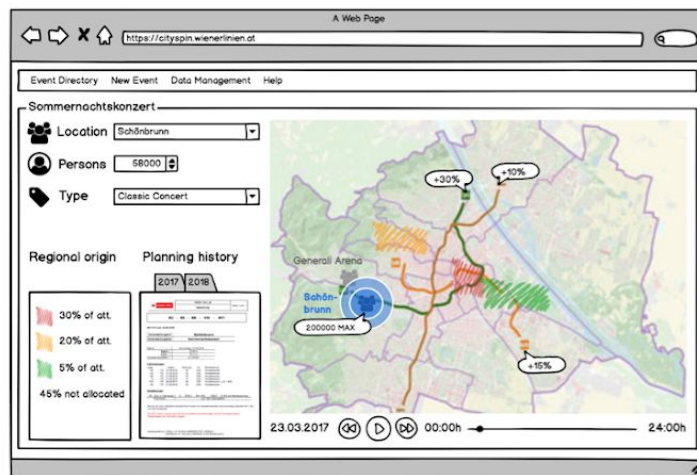 A Web Page
https://cityspin.wienerlinien.at
Event Directory New Event Data Management Help
Sommernachtskonzert
Location Schönbrunn
Persons 58000
Type Classic Concert
Regional origin
30% of att.
20% of att.
5% of att.
45% not allocated
Planning history
2017 2018
+30%
+10%
Generali Arena
Schön-
brunn
200000 MAX
+15%
23.03.2017 00:00h 24:00h